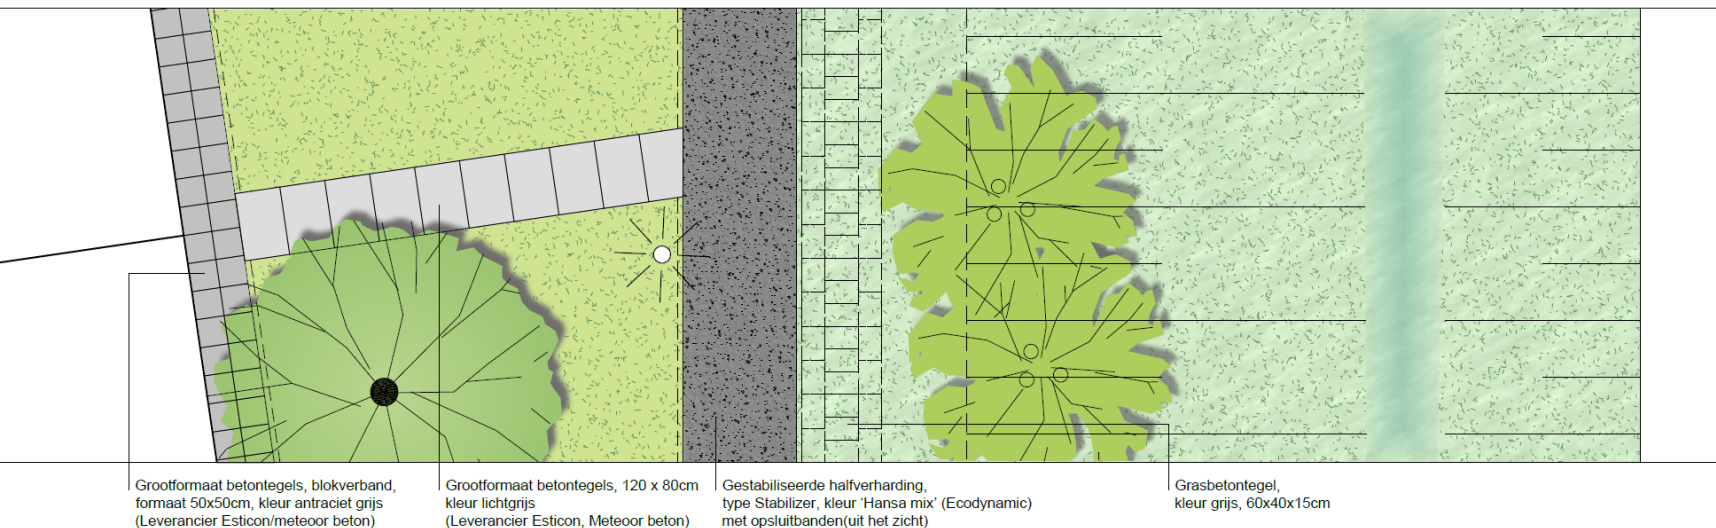 Grootformaat betontegels, blokverband,
formaat 50x50cm, kleur antraciet grijs
(Leverancier Esticon/meteoor beton)
Grootformaat betontegels, 120 x 80cm
kleur lichtgrijs
(Leverancier Esticon, Meteoor beton)
Gestabiliseerde halfverharding,
type Stabilizer, kleur ‘Hansa mix’ (Ecodynamic)
met opsluitbanden(uit het zicht)
Grasbetontegel,
kleur grijs, 60x40x15cm